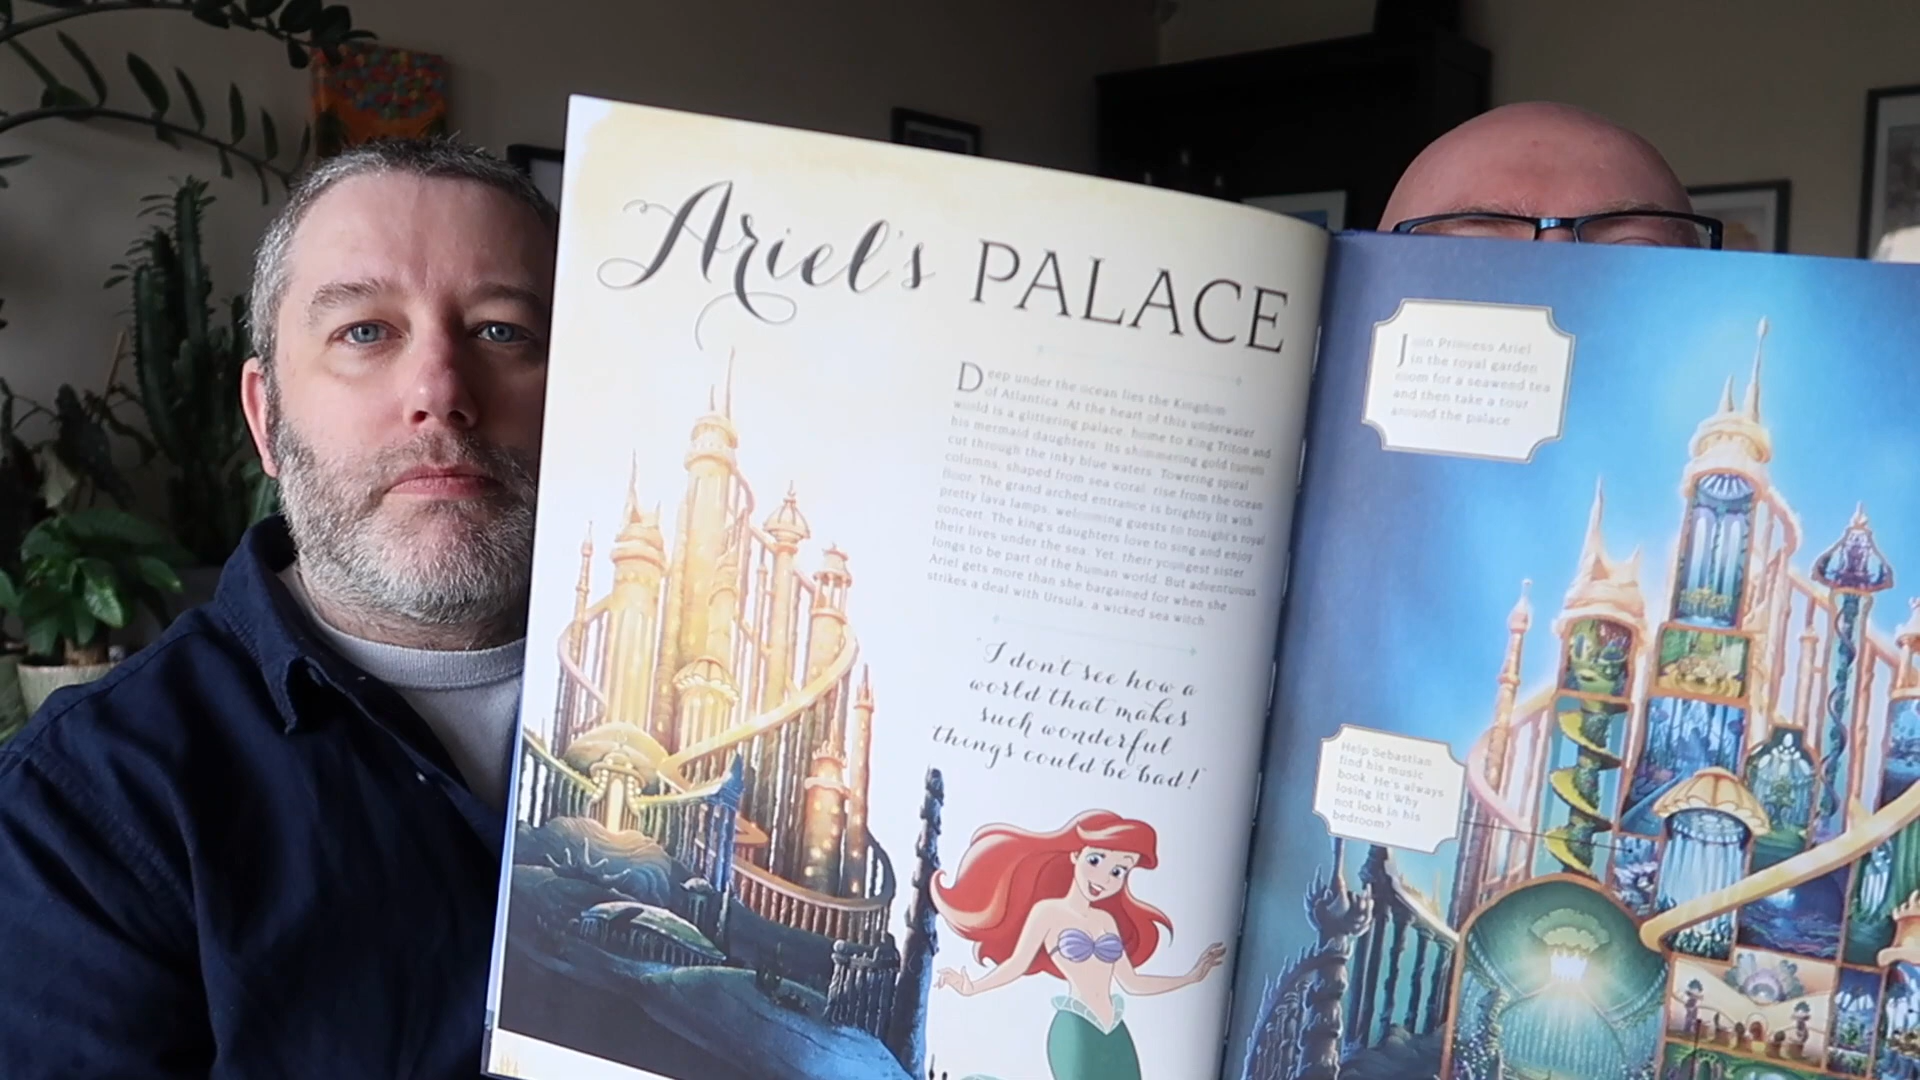 Ariel's PALACE
Deep under the ocean lies the Kingdom
of Atlantica. At the heart of this underwater
world is a glittering palace, home to King Triton and
his mermaid daughters. Its shimmering gold turrets
cut through the inky blue waters. Towering spiral
columns, shaped from sea coral, rise from the ocean
floor. The grand arched entrance is brightly lit with
pretty lava lamps, welcoming guests to tonight's royal
concert. The king's daughters love to sing and enjoy
their lives under the sea. Yet, their youngest sister
longs to be part of the human world. But adventurous
Ariel gets more than she bargained for when she
strikes a deal with Ursula, a wicked sea witch.
"I don't see how a
world that makes
such wonderful
things could be bad!"
Join Princess Ariel
in the royal garden
room for a seaweed tea
and then take a tour
around the palace.
Help Sebastian
find his music
book. He's always
losing it! Why
not look in his
bedroom?